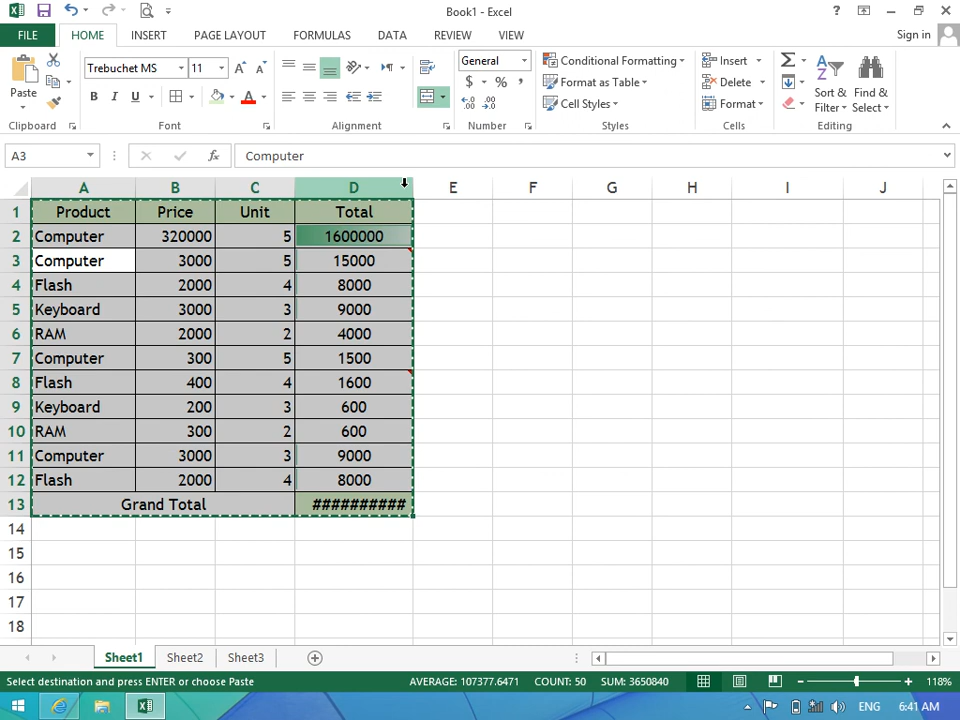 Book1 - Excel
FILE HOME INSERT PAGE LAYOUT FORMULAS DATA REVIEW VIEW Sign in
Paste
Trebuchet MS 11
B I U
General
$ % ,
Conditional Formatting
Format as Table
Cell Styles
Insert
Delete
Format
Sort & Filter
Find & Select
Clipboard Font Alignment Number Styles Cells Editing
A3 fx Computer
A B C D E F G H I J
1 Product Price Unit Total
2 Computer 320000 5 1600000
3 Computer 3000 5 15000
4 Flash 2000 4 8000
5 Keyboard 3000 3 9000
6 RAM 2000 2 4000
7 Computer 300 5 1500
8 Flash 400 4 1600
9 Keyboard 200 3 600
10 RAM 300 2 600
11 Computer 3000 3 9000
12 Flash 2000 4 8000
13 Grand Total ##########
14
15
16
17
18
Sheet1 Sheet2 Sheet3
Select destination and press ENTER or choose Paste AVERAGE: 107377.6471 COUNT: 50 SUM: 3650840 118%
ENG 6:41 AM